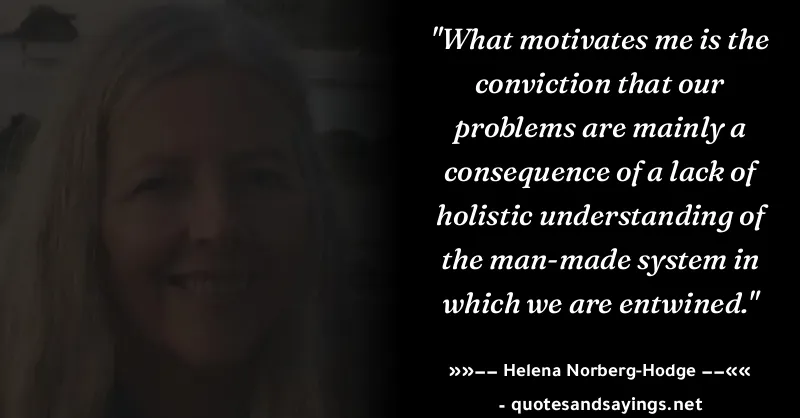 "What motivates me is the
conviction that our
problems are mainly a
consequence of a lack of
holistic understanding of
the man-made system in
which we are entwined."
»»–– Helena Norberg-Hodge ––««
- quotesandsayings.net